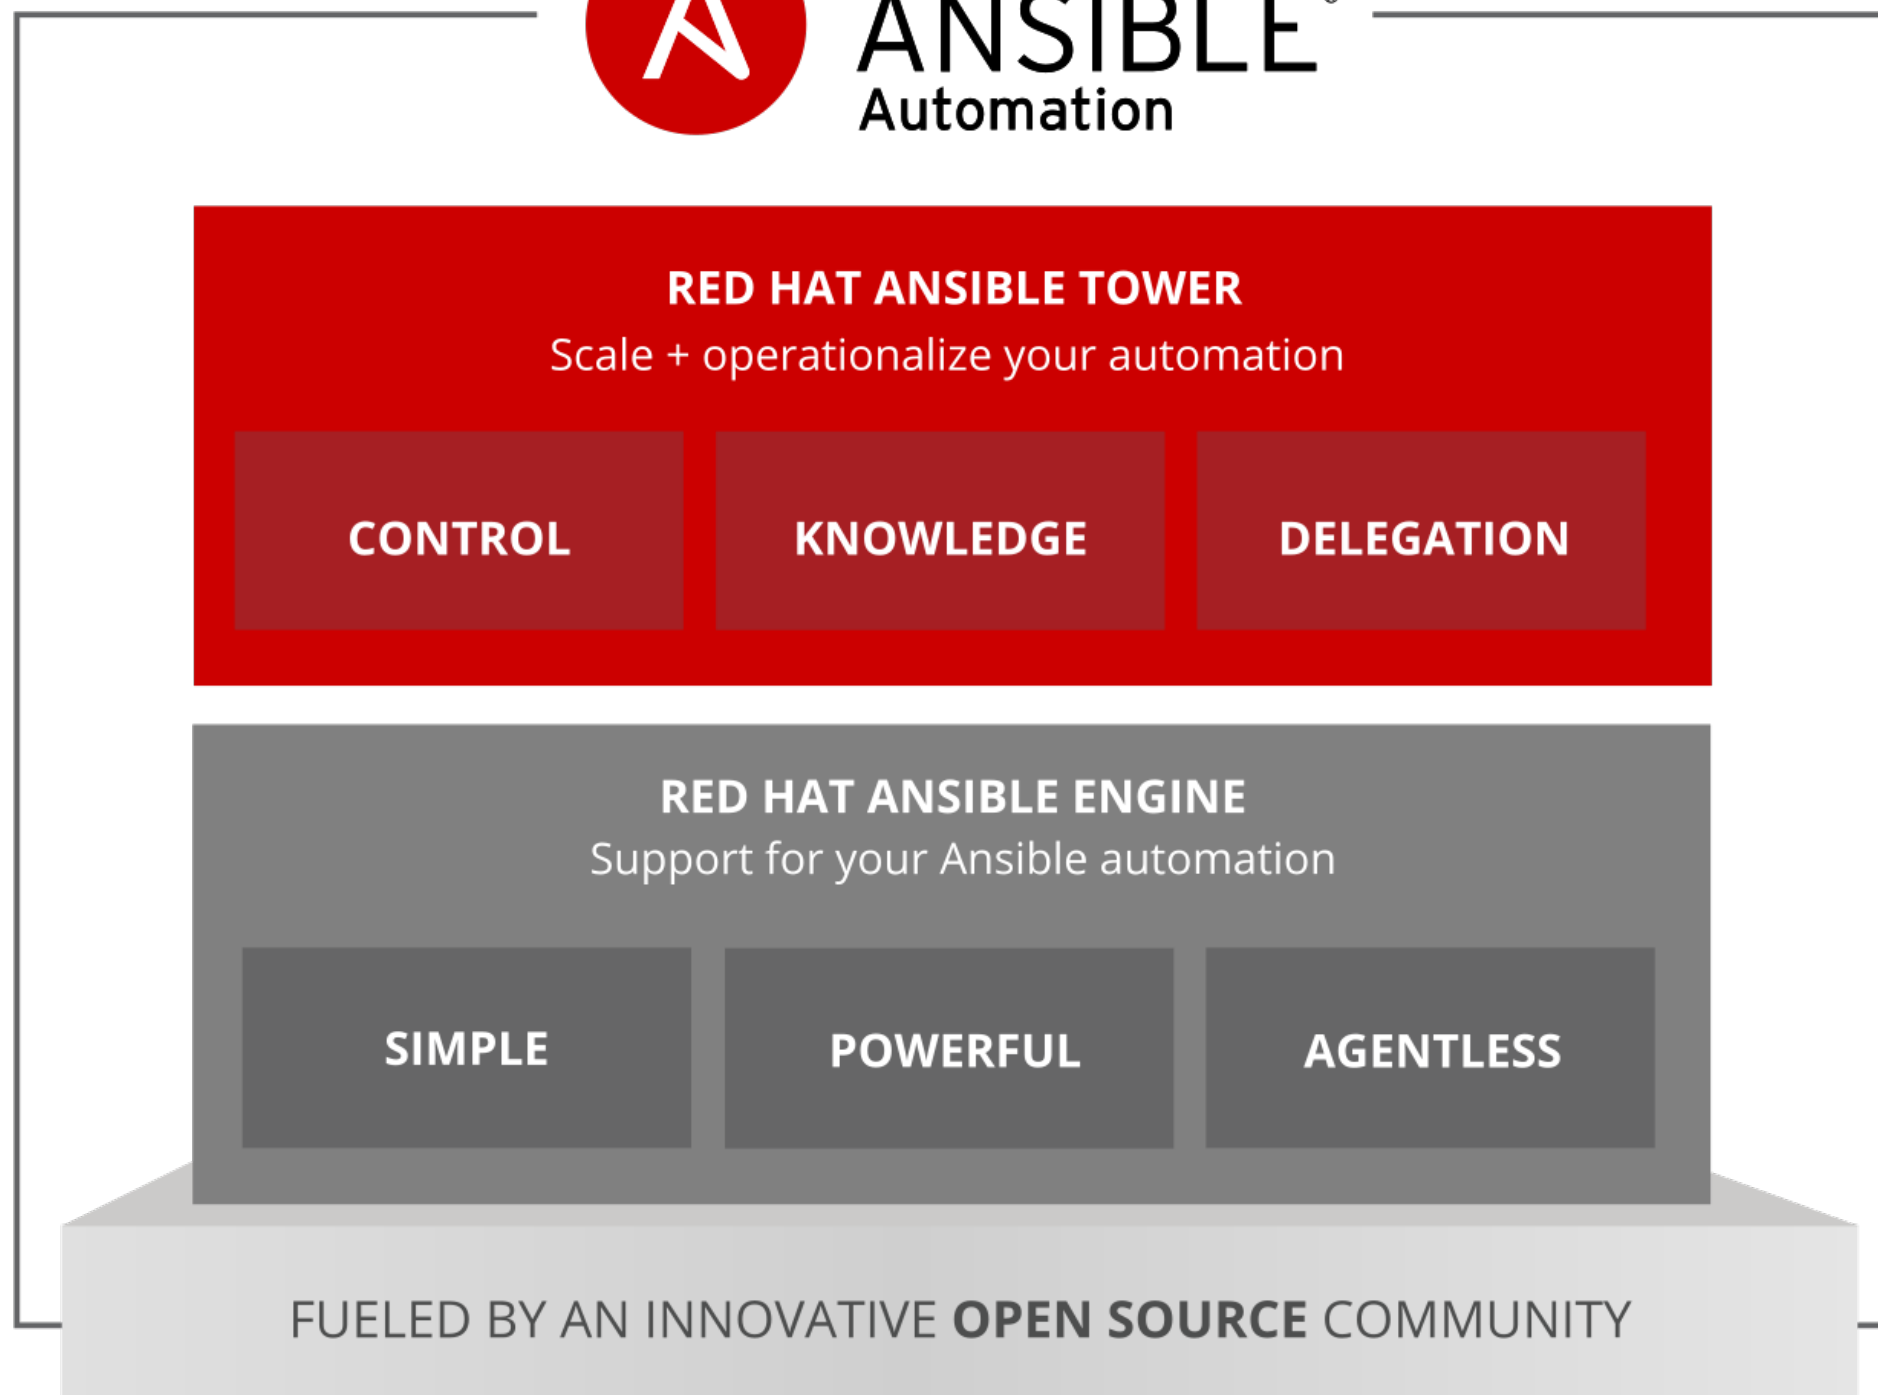 ANSIBLE
Automation
RED HAT ANSIBLE TOWER
Scale + operationalize your automation
CONTROL KNOWLEDGE DELEGATION
RED HAT ANSIBLE ENGINE
Support for your Ansible automation
SIMPLE POWERFUL AGENTLESS
FUELED BY AN INNOVATIVE OPEN SOURCE COMMUNITY